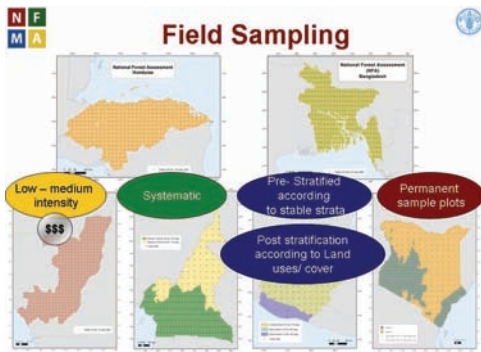 N F
M A
Field Sampling
National Forest Assessment
Honduras
National Forest Assessment
(NFA)
Bangladesh
Low – medium
intensity
$$$
Systematic
Pre- Stratified
according
to stable strata
Post stratification
according to Land
uses/ cover
Permanent
sample plots